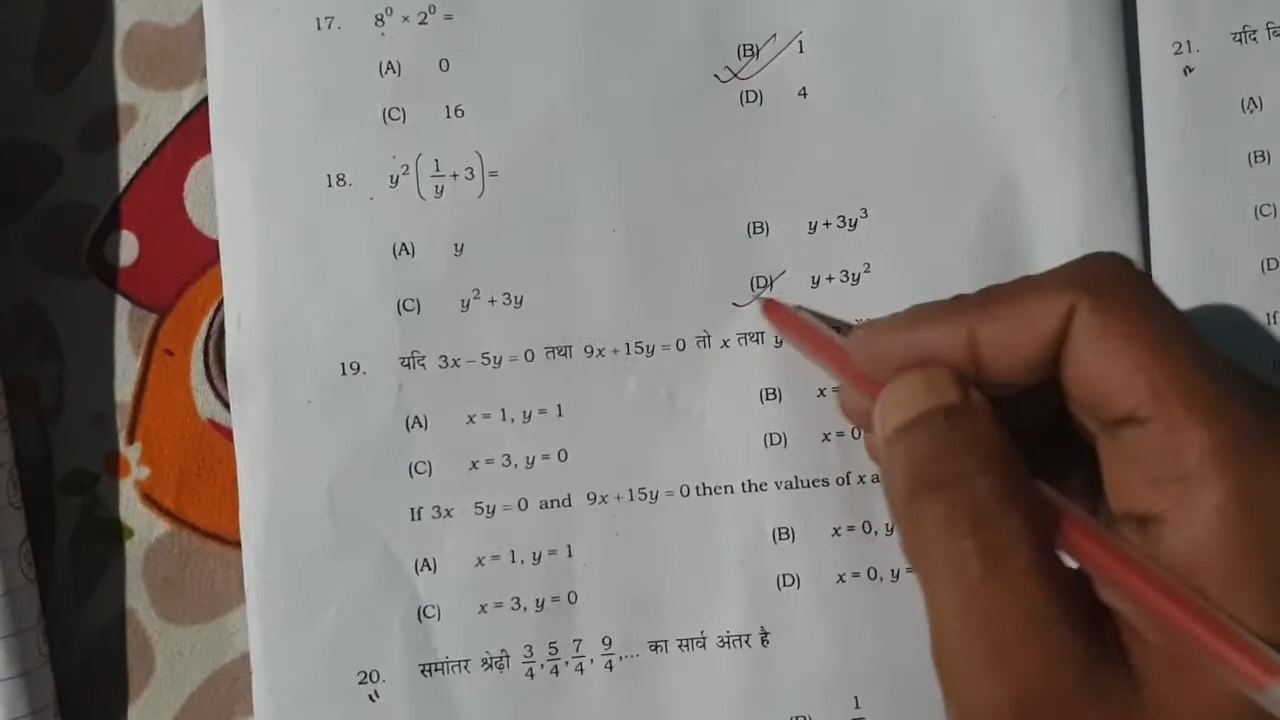 17. 8⁰ × 2⁰ =
(A) 0
(B) 1
(C) 16
(D) 4
18. y² ( 1/y + 3 ) =
(A) y
(B) y + 3y³
(C) y² + 3y
(D) y + 3y²
19. यदि 3x – 5y = 0 तथा 9x + 15y = 0 तो x तथा y
(A) x = 1, y = 1
(B) x =
(C) x = 3, y = 0
(D) x = 0
If 3x 5y = 0 and 9x + 15y = 0 then the values of x a
(A) x = 1, y = 1
(B) x = 0, y
(C) x = 3, y = 0
(D) x = 0, y =
20. समांतर श्रेढ़ी 3/4, 5/4, 7/4, 9/4, ... का सार्व अंतर है
1
21. यदि
(A)
(B)
(C)
(D
If